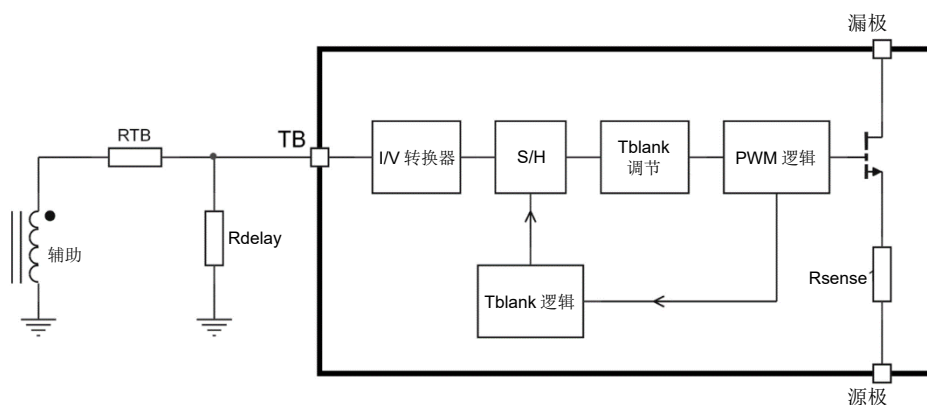 漏极
RTB
TB
I/V 转换器
S/H
Tblank
调节
PWM 逻辑
辅助
Rdelay
Tblank 逻辑
Rsense
源极